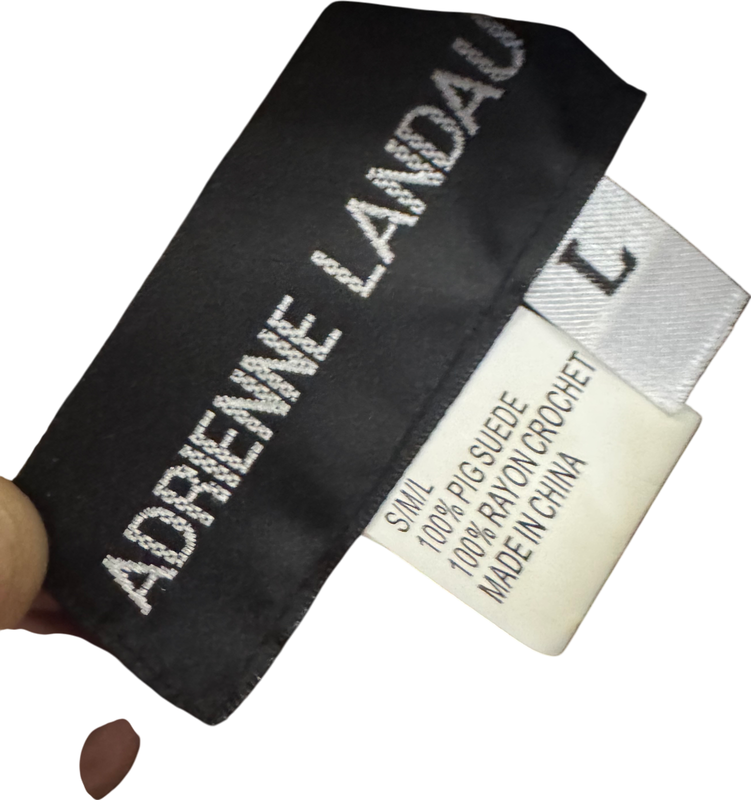 ADRIENNE LANDAU
L
S/M/L
100% PIG SUEDE
100% RAYON CROCHET
MADE IN CHINA